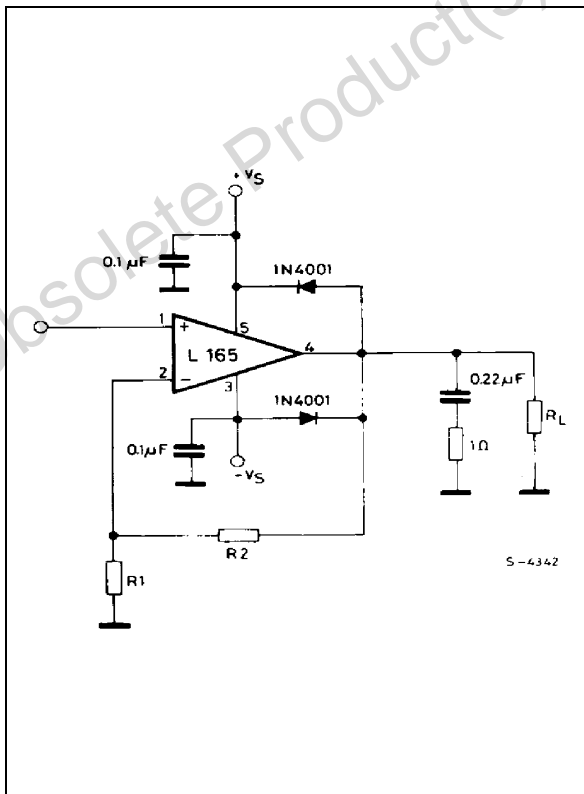 Obsolete Product(s)
+VS
0.1 µF
1N4001
1
+
5
L 165
4
2
−
3
1N4001
0.22µF
RL
0.1µF
1Ω
−VS
R2
S-4342
R1